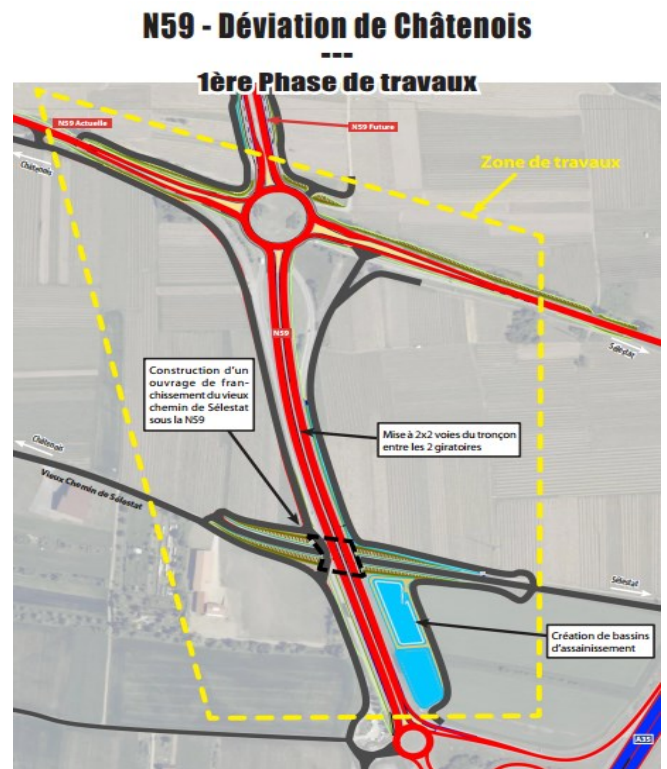 N59 - Déviation de Châtenois
---
1ère Phase de travaux
N59 Actuelle
N59 Future
Châtenois
Zone de travaux
N59
Sélestat
Construction d'un
ouvrage de fran-
chissement du vieux
chemin de Sélestat
sous la N59
Mise à 2x2 voies du tronçon
entre les 2 giratoires
Châtenois
Vieux Chemin de Sélestat
Sélestat
Création de bassins
d'assainissement
A35